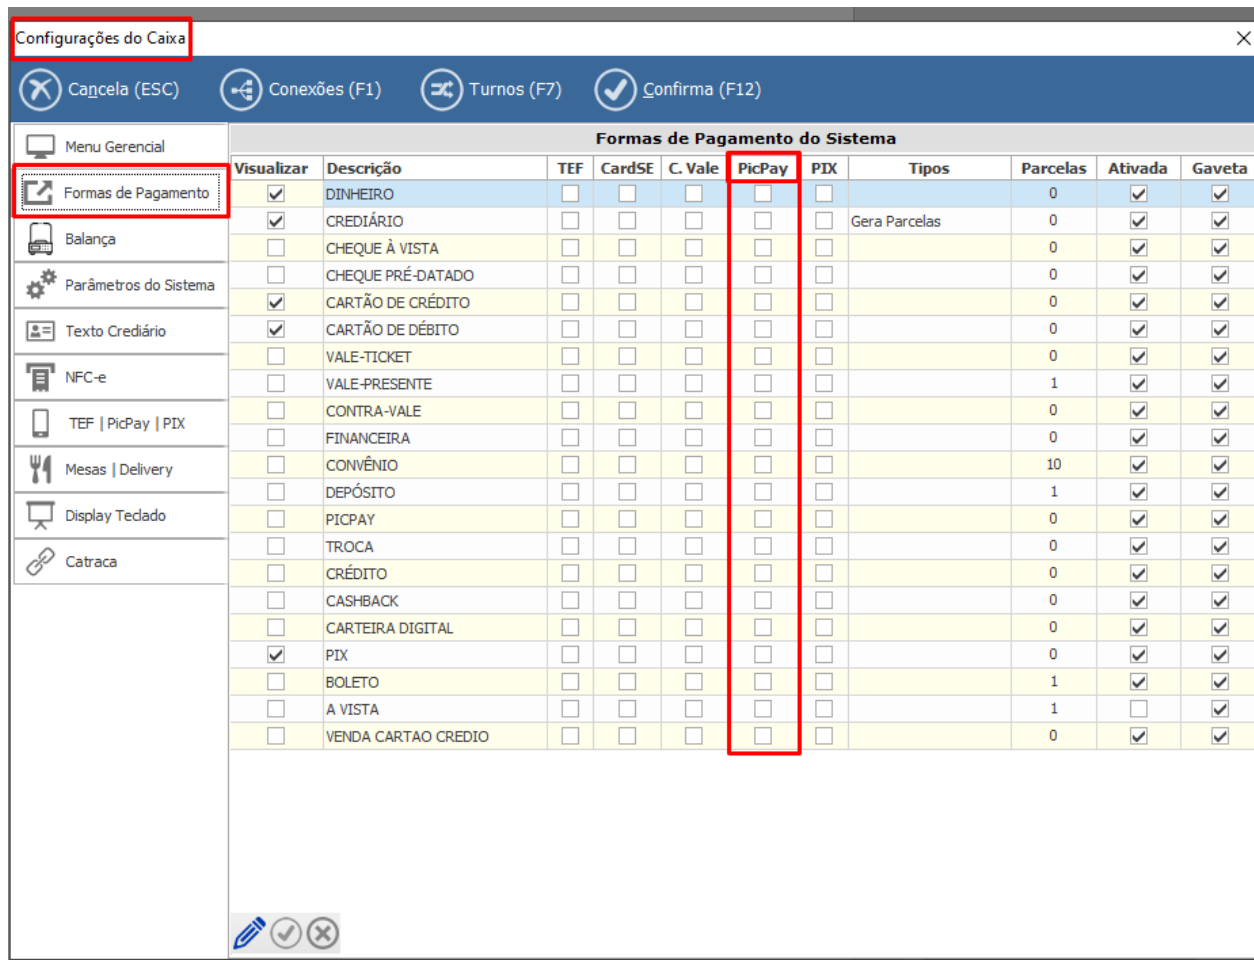 Configurações do Caixa
Cancela (ESC) Conexões (F1) Turnos (F7) Confirma (F12)
Menu Gerencial
Formas de Pagamento
Balança
Parâmetros do Sistema
Texto Crediário
NFC-e
TEF | PicPay | PIX
Mesas | Delivery
Display Teclado
Catraca
Formas de Pagamento do Sistema
Visualizar Descrição TEF CardSE C. Vale PicPay PIX Tipos Parcelas Ativada Gaveta
DINHEIRO 0
CREDIÁRIO Gera Parcelas 0
CHEQUE À VISTA 0
CHEQUE PRÉ-DATADO 0
CARTÃO DE CRÉDITO 0
CARTÃO DE DÉBITO 0
VALE-TICKET 0
VALE-PRESENTE 1
CONTRA-VALE 0
FINANCEIRA 0
CONVÊNIO 10
DEPÓSITO 1
PICPAY 0
TROCA 0
CRÉDITO 0
CASHBACK 0
CARTEIRA DIGITAL 0
PIX 0
BOLETO 1
A VISTA 1
VENDA CARTAO CREDIO 0